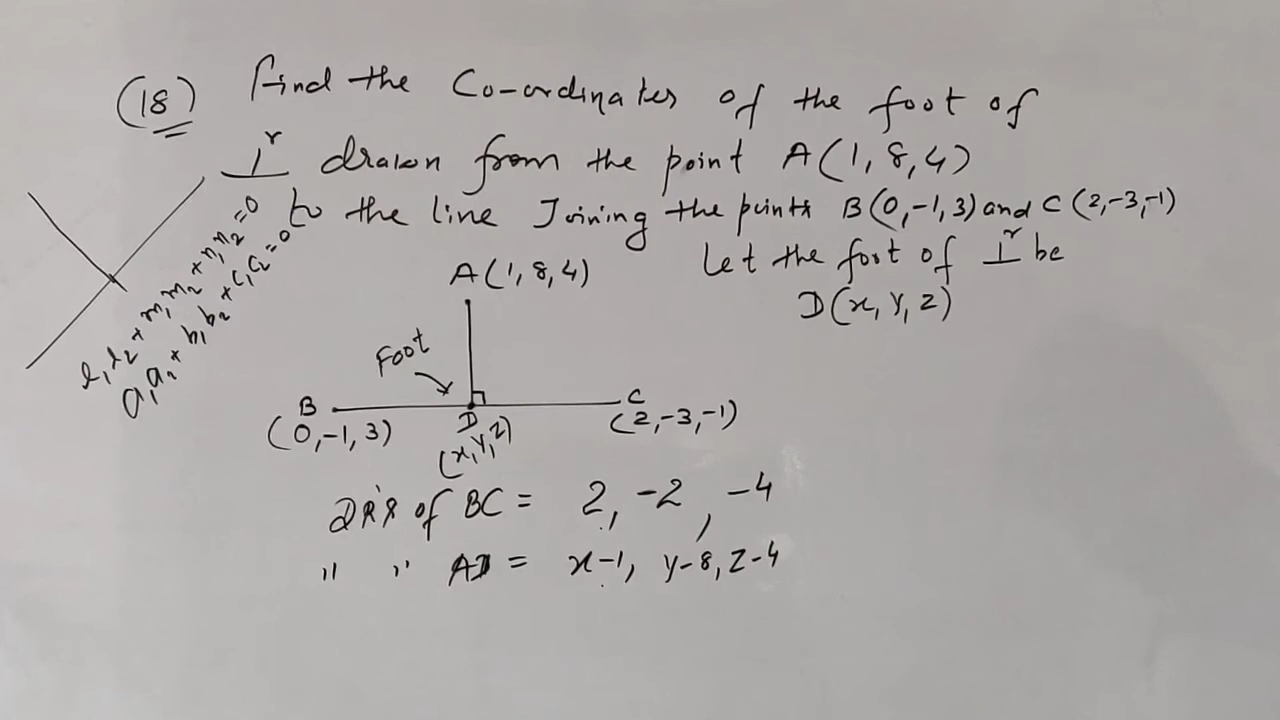 (18) Find the Co-ordinates of the foot of
⊥r drawn from the point A(1, 8, 4)
to the line Joining the points B(0,-1,3) and C(2,-3,-1)
Let the foot of ⊥r be
D(x, y, z)
l₁l₂ + m₁m₂ + n₁n₂ = 0
a₁a₂ + b₁b₂ + c₁c₂ = 0
A(1, 8, 4)
Foot
B
(0,-1, 3)
D
(x, y, z)
C
(2,-3,-1)
DR's of BC = 2, -2, -4
" " AD = x-1, y-8, z-4